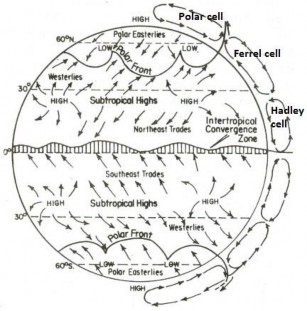 HIGH
Polar cell
60°N.
Polar Easterlies
LOW
LOW
Polar Front
Ferrel cell
Westerlies
30°
HIGH
HIGH
Subtropical Highs
Hadley
cell
Northeast Trades
Intertropical
Convergence
Zone
0°
Southeast Trades
HIGH
HIGH
Subtropical Highs
30°
Westerlies
Polar Front
60°S.
LOW
LOW
Polar Easterlies
HIGH